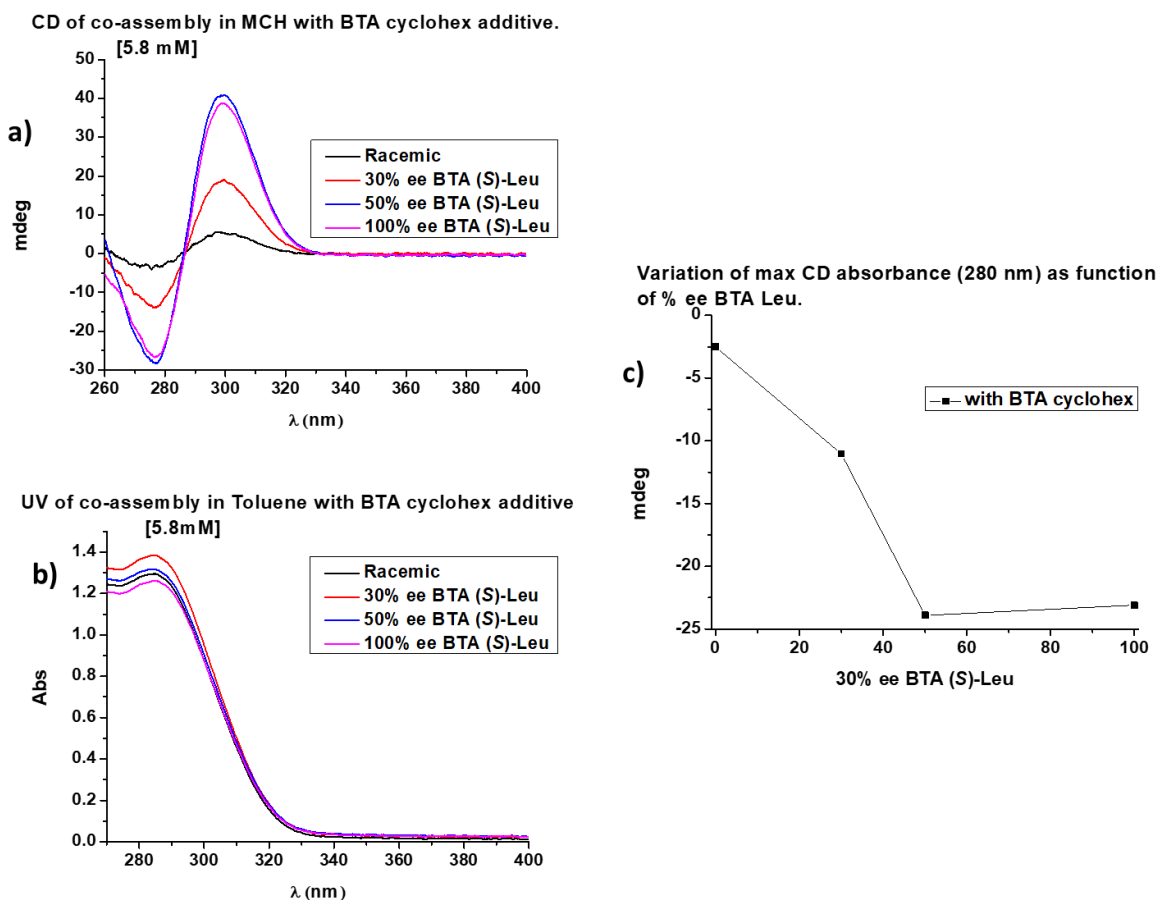 CD of co-assembly in MCH with BTA cyclohex additive.
[5.8 mM]
a)
50
40
30
20
10
0
-10
-20
-30
mdeg
Racemic
30% ee BTA (S)-Leu
50% ee BTA (S)-Leu
100% ee BTA (S)-Leu
260 280 300 320 340 360 380 400
λ (nm)
UV of co-assembly in Toluene with BTA cyclohex additive
[5.8mM]
b)
1.4
1.2
1.0
0.8
0.6
0.4
0.2
0.0
Abs
Racemic
30% ee BTA (S)-Leu
50% ee BTA (S)-Leu
100% ee BTA (S)-Leu
280 300 320 340 360 380 400
λ (nm)
Variation of max CD absorbance (280 nm) as function
of % ee BTA Leu.
c)
0
-5
-10
-15
-20
-25
mdeg
with BTA cyclohex
0 20 40 60 80 100
30% ee BTA (S)-Leu